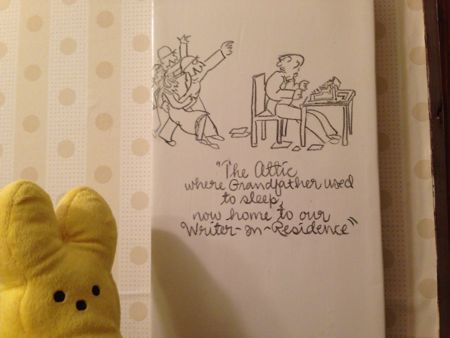 "The Attic
where Grandfather used
to sleep,
now home to our
Writer-In-Residence"